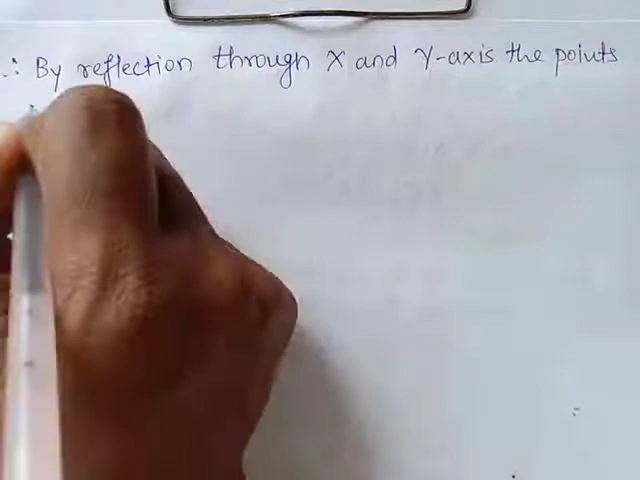 ∴ By reflection through X and Y-axis the points